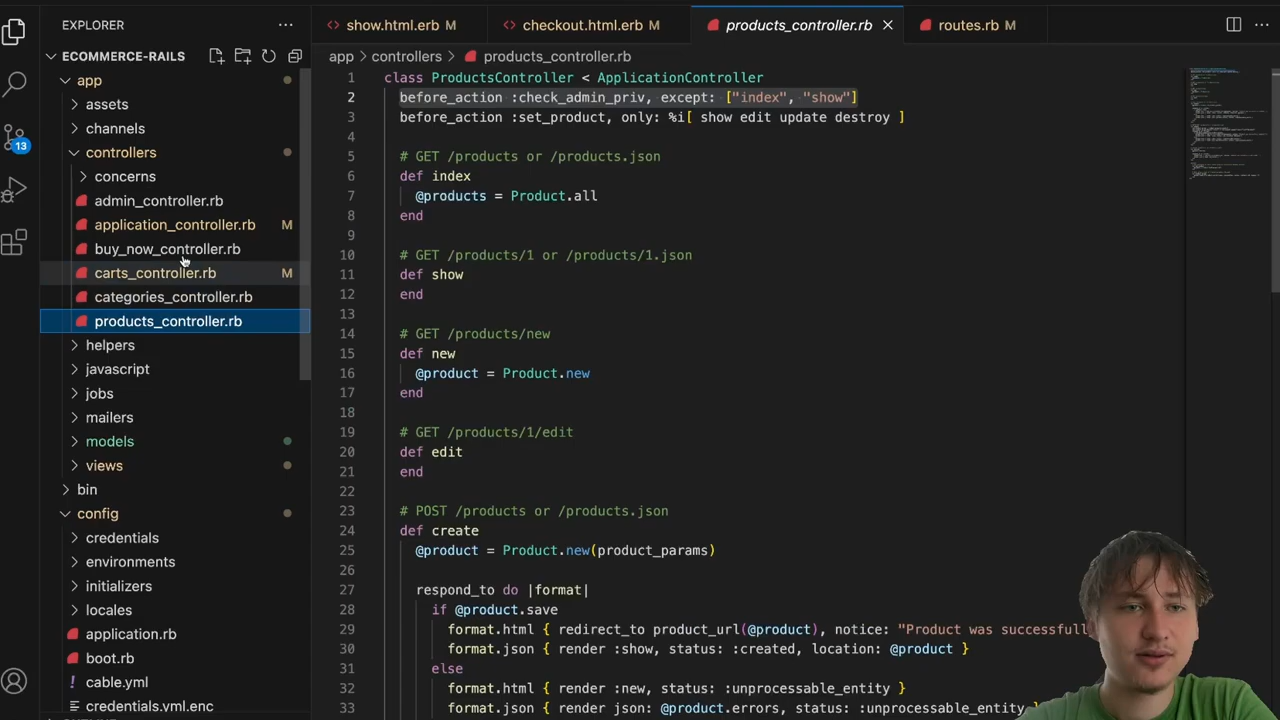 EXPLORER
ECOMMERCE-RAILS
app
assets
channels
controllers
concerns
admin_controller.rb
application_controller.rb M
buy_now_controller.rb
carts_controller.rb M
categories_controller.rb
products_controller.rb
helpers
javascript
jobs
mailers
models
views
bin
config
credentials
environments
initializers
locales
application.rb
boot.rb
cable.yml
credentials.yml.enc
13
show.html.erb M
checkout.html.erb M
products_controller.rb
routes.rb M
app > controllers > products_controller.rb
1 class ProductsController < ApplicationController
2 before_action :check_admin_priv, except: ["index", "show"]
3 before_action :set_product, only: %i[ show edit update destroy ]
4
5 # GET /products or /products.json
6 def index
7 @products = Product.all
8 end
9
10 # GET /products/1 or /products/1.json
11 def show
12 end
13
14 # GET /products/new
15 def new
16 @product = Product.new
17 end
18
19 # GET /products/1/edit
20 def edit
21 end
22
23 # POST /products or /products.json
24 def create
25 @product = Product.new(product_params)
26
27 respond_to do |format|
28 if @product.save
29 format.html { redirect_to product_url(@product), notice: "Product was successfull
30 format.json { render :show, status: :created, location: @product }
31 else
32 format.html { render :new, status: :unprocessable_entity }
33 format.json { render json: @product.errors, status: :unprocessable_entity }